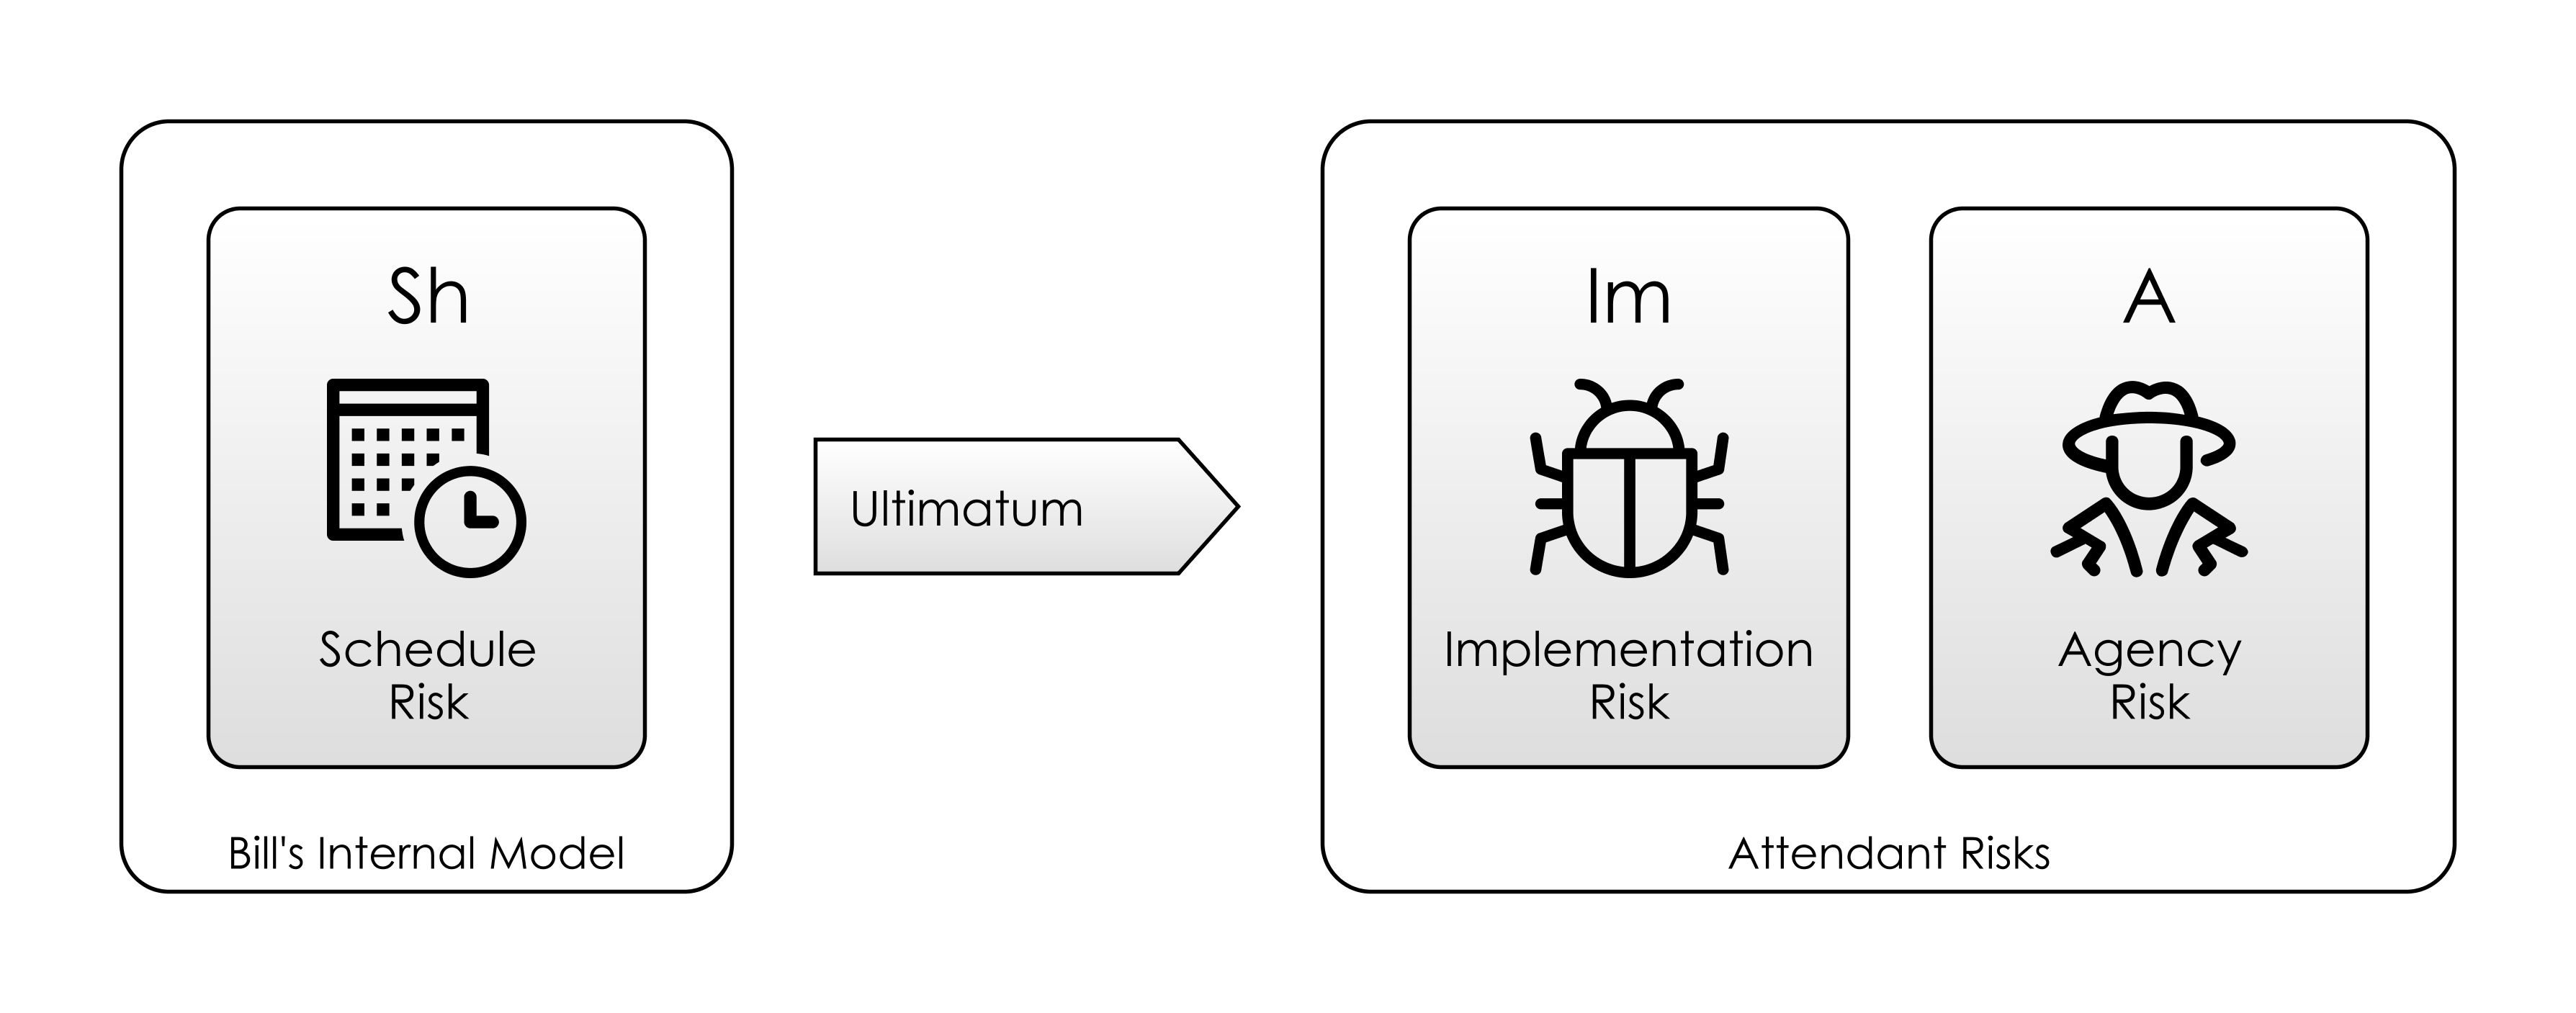 Sh
Schedule
Risk
Bill's Internal Model
Ultimatum
Im
Implementation
Risk
A
Agency
Risk
Attendant Risks